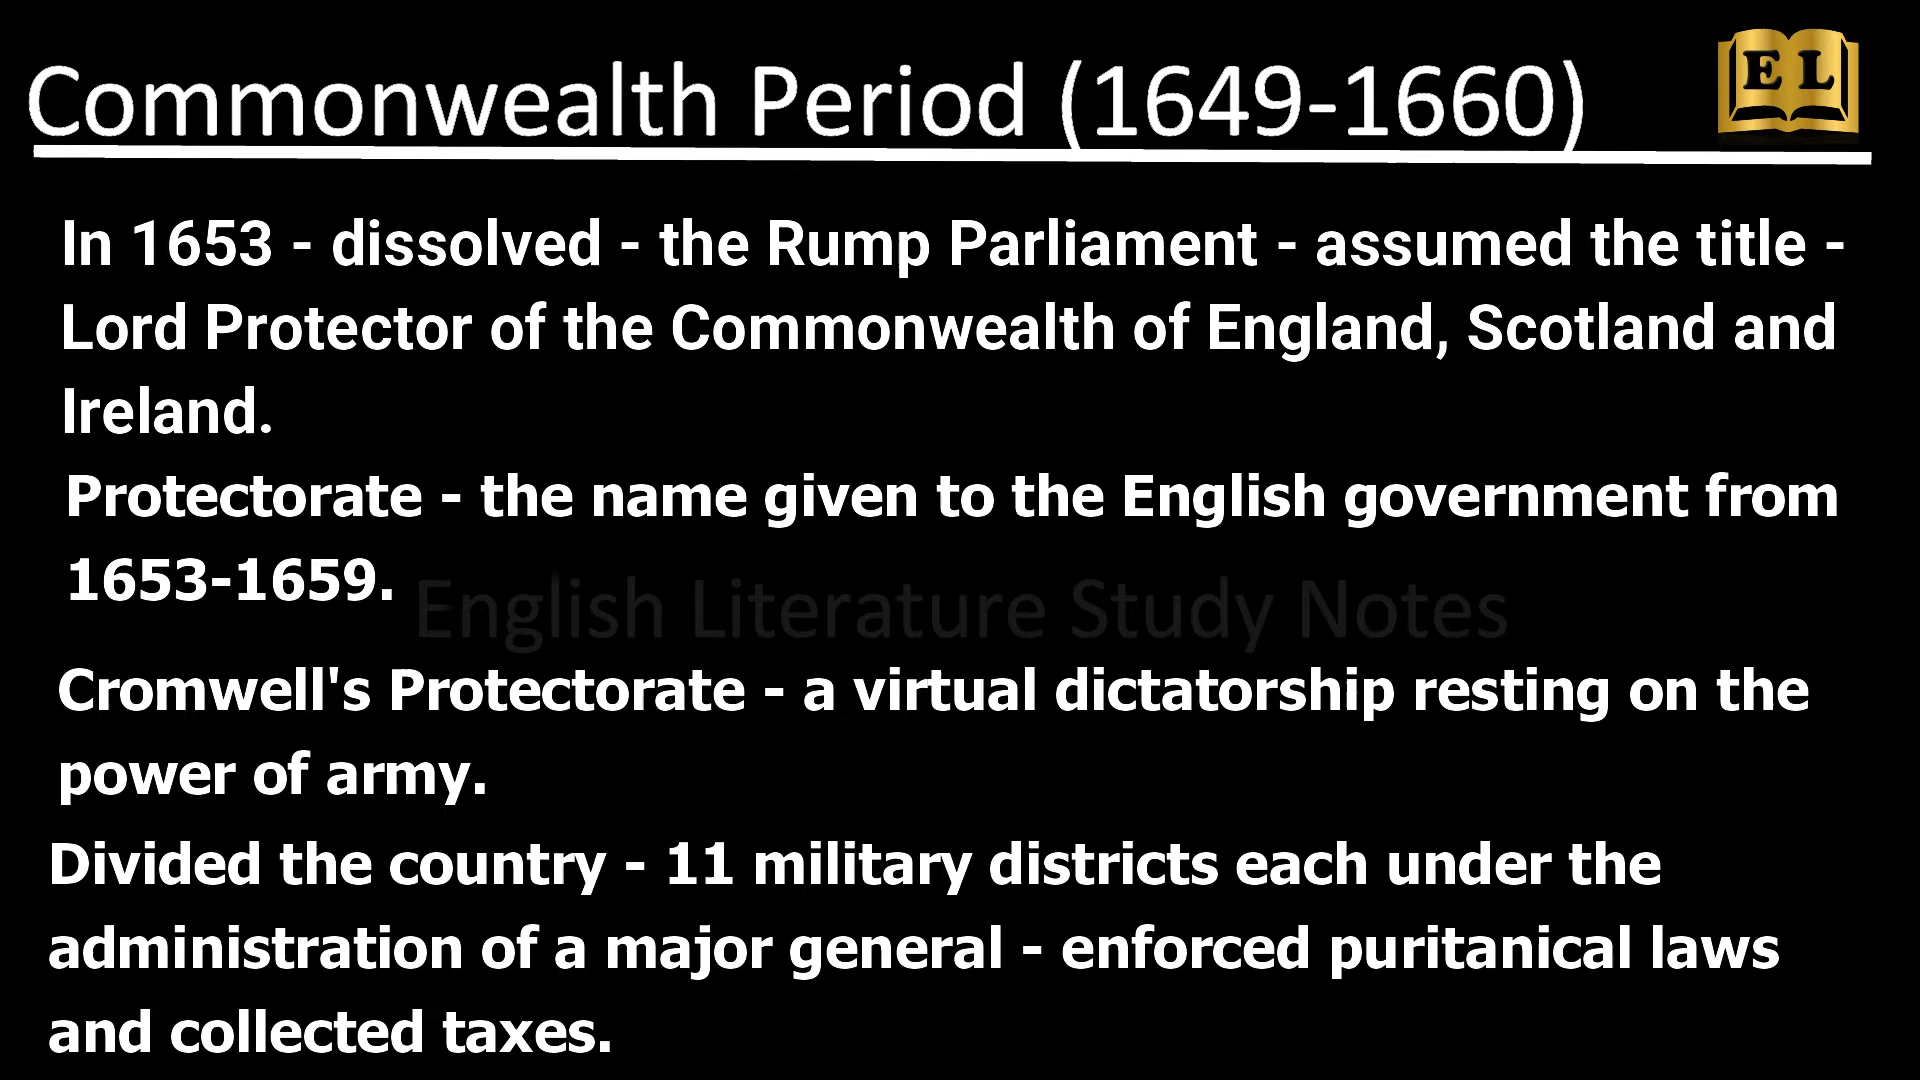 Commonwealth Period (1649-1660)
E L
In 1653 - dissolved - the Rump Parliament - assumed the title -
Lord Protector of the Commonwealth of England, Scotland and
Ireland.
Protectorate - the name given to the English government from
1653-1659.
English Literature Study Notes
Cromwell's Protectorate - a virtual dictatorship resting on the
power of army.
Divided the country - 11 military districts each under the
administration of a major general - enforced puritanical laws
and collected taxes.